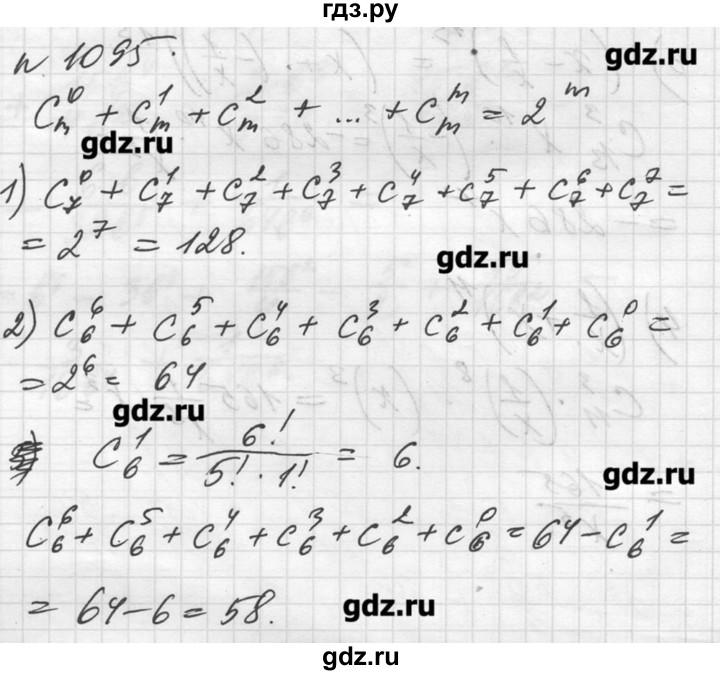 гдз.ру
gdz.ru
n. 1095.
C_m^0 + C_m^1 + C_m^2 + ... + C_m^m = 2^m
gdz.ru
1) C_7^0 + C_7^1 + C_7^2 + C_7^3 + C_7^4 + C_7^5 + C_7^6 + C_7^7 =
= 2^7 = 128.
gdz.ru
2) C_6^6 + C_6^5 + C_6^4 + C_6^3 + C_6^2 + C_6^1 + C_6^0 =
= 2^6 = 64
gdz.ru
C_6^1 = 6! / (5! · 1!) = 6.
gdz.ru
C_6^6 + C_6^5 + C_6^4 + C_6^3 + C_6^2 + C_6^0 = 64 - C_6^1 =
= 64 - 6 = 58.
gdz.ru
gdz.ru